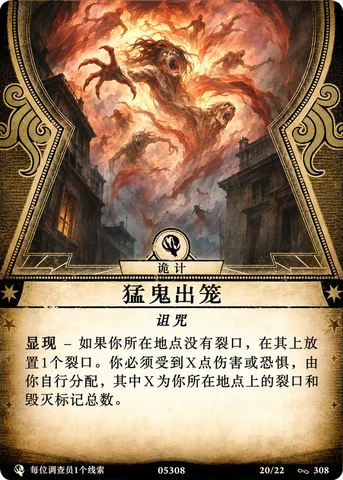 诡计
猛鬼出笼
诅咒
显现 – 如果你所在地点没有裂口，在其上放
置1个裂口。你必须受到X点伤害或恐惧，由
你自行分配，其中X为你所在地点上的裂口和
毁灭标记总数。
每位调查员1个线索 05308 20/22 308